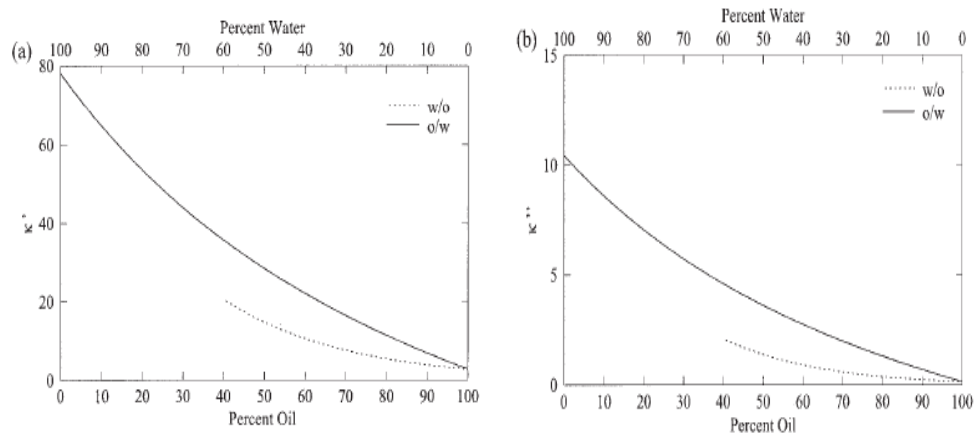 (a)
Percent Water
100 90 80 70 60 50 40 30 20 10 0
80
60
40
20
0
κ'
w/o
o/w
0 10 20 30 40 50 60 70 80 90 100
Percent Oil
(b)
Percent Water
100 90 80 70 60 50 40 30 20 10 0
15
10
5
0
κ''
w/o
o/w
0 10 20 30 40 50 60 70 80 90 100
Percent Oil